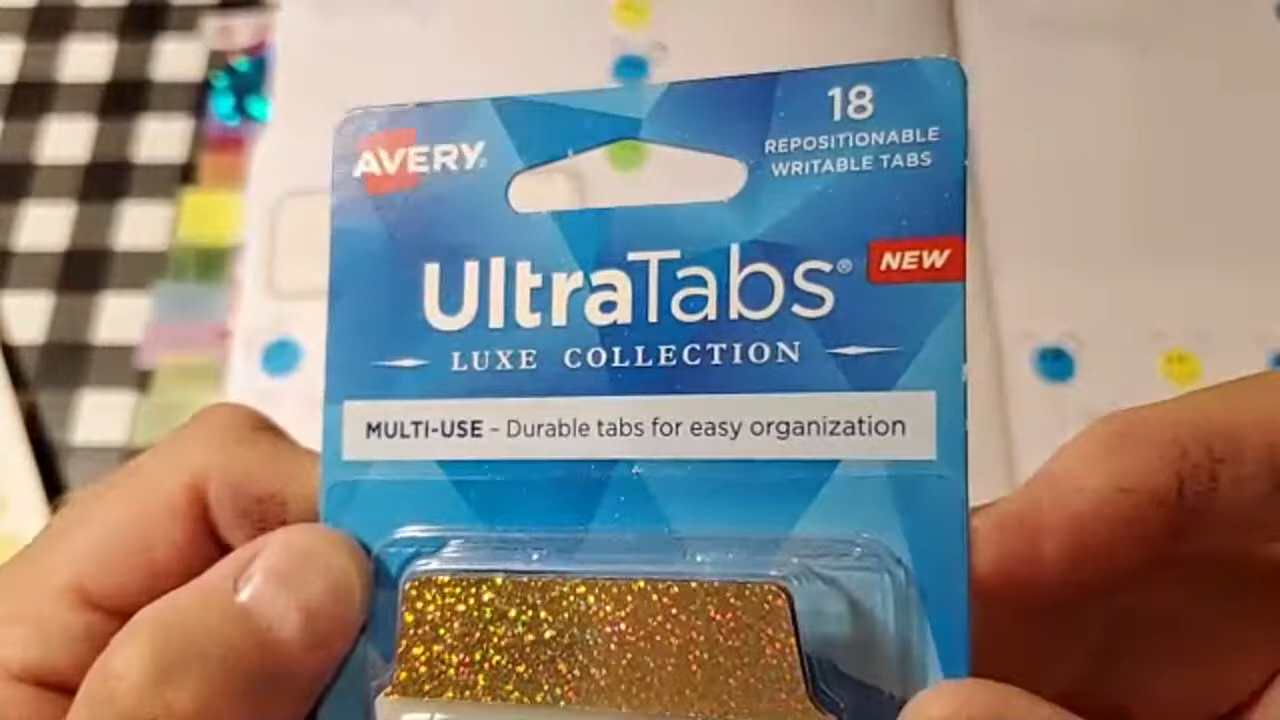 AVERY
18
REPOSITIONABLE
WRITABLE TABS
UltraTabs®
NEW
LUXE COLLECTION
MULTI-USE – Durable tabs for easy organization